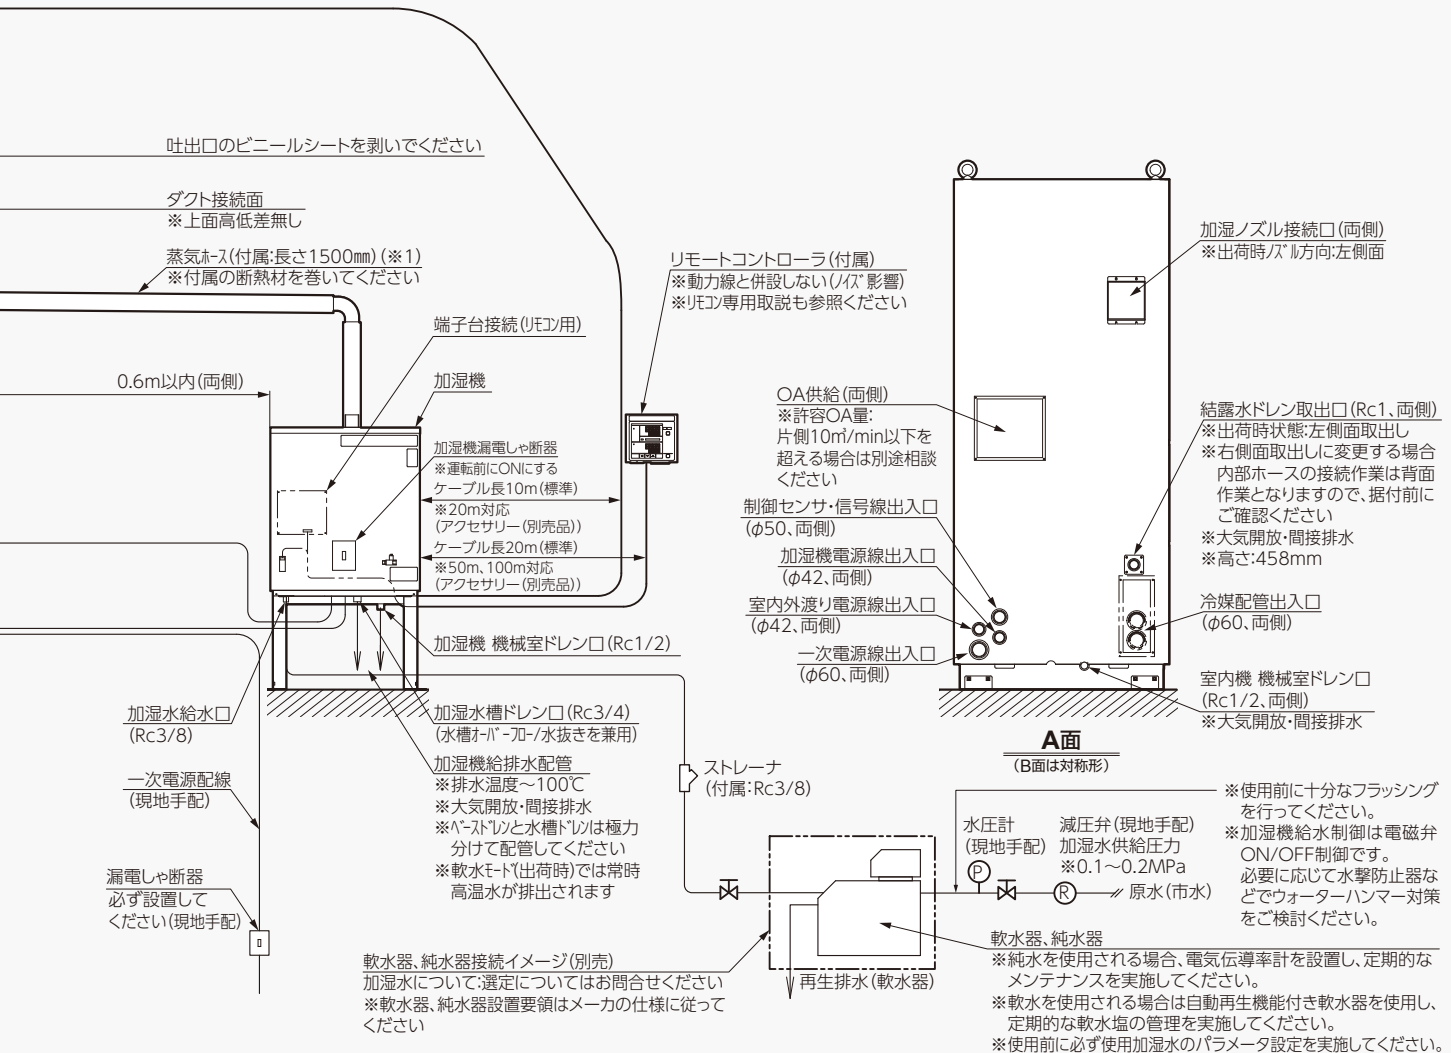 吐出口のビニールシートを剥いでください
ダクト接続面
※上面高低差無し
蒸気ホース(付属:長さ1500㎜)(※1)
※付属の断熱材を巻いてください
端子台接続(リモコン用)
0.6m以内(両側)
加湿機
リモートコントローラ(付属)
※動力線と併設しない(ノイズ影響)
※リモコン専用取説も参照ください
加湿機漏電しゃ断器
※運転前にONにする
ケーブル長10m(標準)
※20m対応
(アクセサリー(別売品))
ケーブル長20m(標準)
※50m、100m対応
(アクセサリー(別売品))
加湿機 機械室ドレン口(Rc1/2)
加湿水給水口
(Rc3/8)
加湿水槽ドレン口(Rc3/4)
(水槽オーバーフロー/水抜きを兼用)
加湿機給排水配管
※排水温度～100℃
※大気開放・間接排水
※ベースドレンと水槽ドレンは極力
分けて配管してください
※軟水モード(出荷時)では常時
高温水が排出されます
一次電源配線
(現地手配)
漏電しゃ断器
必ず設置して
ください(現地手配)
ストレーナ
(付属:Rc3/8)
軟水器、純水器接続イメージ(別売)
加湿水について:選定についてはお問合せください
※軟水器、純水器設置要領はメーカの仕様に従って
ください
再生排水(軟水器)
水圧計
(現地手配)
P
減圧弁(現地手配)
加湿水供給圧力
※0.1～0.2MPa
R
原水(市水)
※使用前に十分なフラッシング
を行ってください。
※加湿機給水制御は電磁弁
ON/OFF制御です。
必要に応じて水撃防止器な
どでウォーターハンマー対策
をご検討ください。
軟水器、純水器
※純水を使用される場合、電気伝導率計を設置し、定期的な
メンテナンスを実施してください。
※軟水を使用される場合は自動再生機能付き軟水器を使用し、
定期的な軟水塩の管理を実施してください。
※使用前に必ず使用加湿水のパラメータ設定を実施してください。
加湿ノズル接続口(両側)
※出荷時ノズル方向:左側面
OA供給(両側)
※許容OA量:
片側10㎥/min以下を
超える場合は別途相談
ください
制御センサ・信号線出入口
(φ50、両側)
加湿機電源線出入口
(φ42、両側)
室内外渡り電源線出入口
(φ42、両側)
一次電源線出入口
(φ60、両側)
結露水ドレン取出口(Rc1、両側)
※出荷時状態:左側面取出し
※右側面取出しに変更する場合
内部ホースの接続作業は背面
作業となりますので、据付前に
ご確認ください
※大気開放・間接排水
※高さ:458mm
冷媒配管出入口
(φ60、両側)
室内機 機械室ドレン口
(Rc1/2、両側)
※大気開放・間接排水
A面
(B面は対称形)